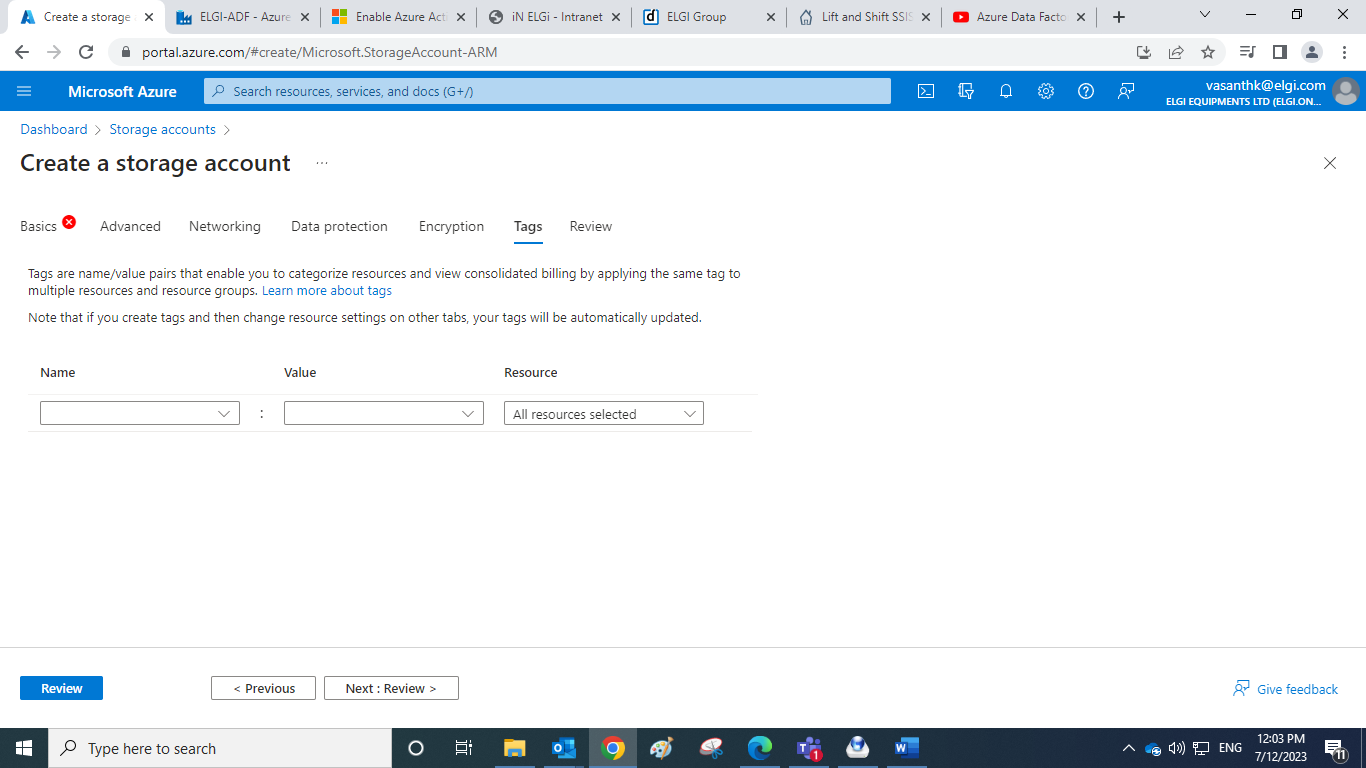 Create a storage
ELGI-ADF - Azure
Enable Azure Act
iN ELGi - Intranet
ELGI Group
Lift and Shift SSIS
Azure Data Facto
portal.azure.com/#create/Microsoft.StorageAccount-ARM
Microsoft Azure
Search resources, services, and docs (G+/)
vasanthk@elgi.com
ELGI EQUIPMENTS LTD (ELGI.ON...
Dashboard > Storage accounts >
Create a storage account ...
Basics Advanced Networking Data protection Encryption Tags Review
Tags are name/value pairs that enable you to categorize resources and view consolidated billing by applying the same tag to
multiple resources and resource groups. Learn more about tags
Note that if you create tags and then change resource settings on other tabs, your tags will be automatically updated.
Name Value Resource
: All resources selected
Review < Previous Next : Review > Give feedback
Type here to search
1
ENG
12:03 PM
7/12/2023
11